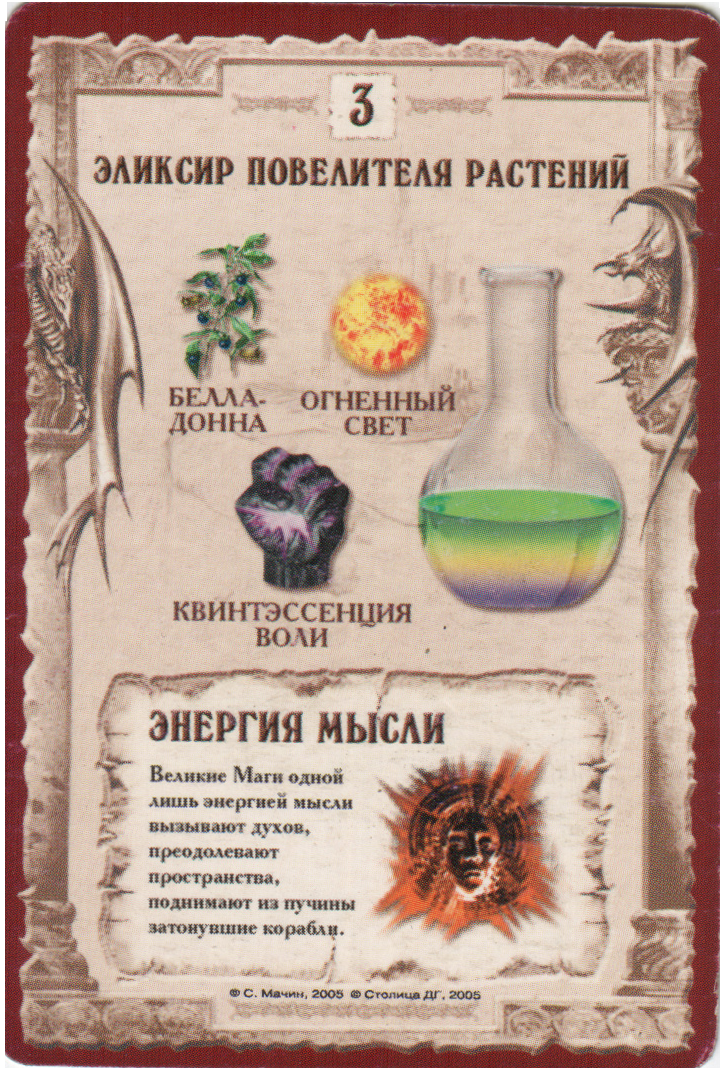 3
ЭЛИКСИР ПОВЕЛИТЕЛЯ РАСТЕНИЙ
БЕЛЛА-
ДОННА
ОГНЕННЫЙ
СВЕТ
КВИНТЭССЕНЦИЯ
ВОЛИ
ЭНЕРГИЯ МЫСЛИ
Великие Маги одной
лишь энергией мысли
вызывают духов,
преодолевают
пространства,
поднимают из пучины
затонувшие корабли.
© С. Мачин, 2005 © Столица ДГ, 2005